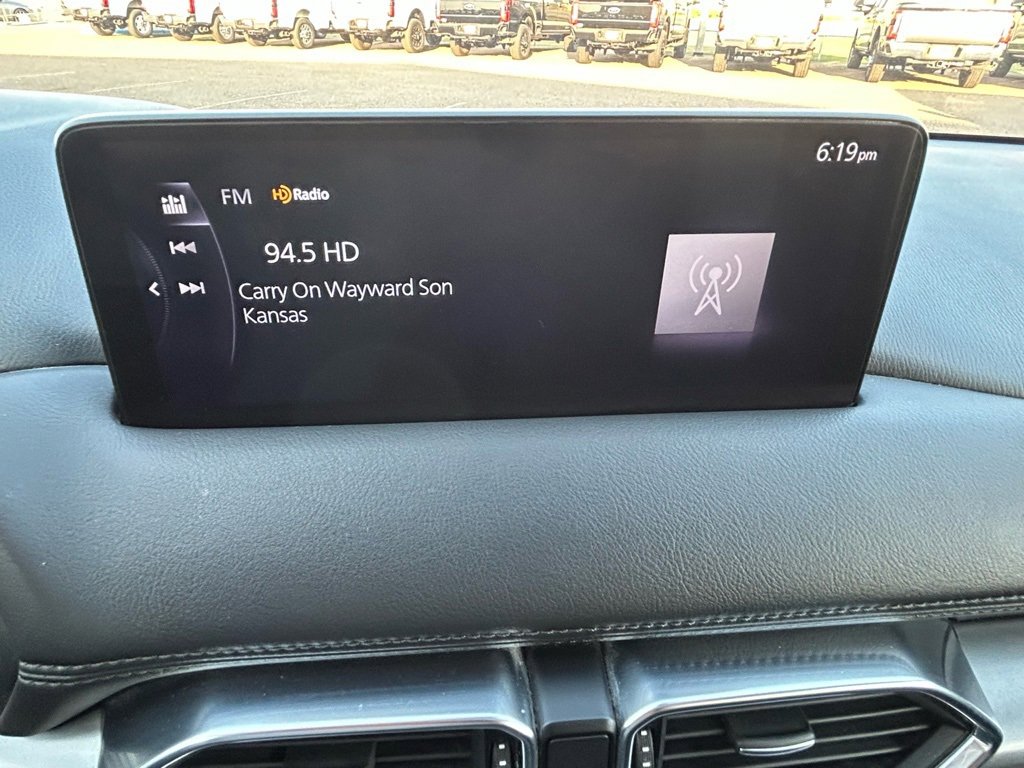 6:19pm
FM HD Radio
94.5 HD
Carry On Wayward Son
Kansas